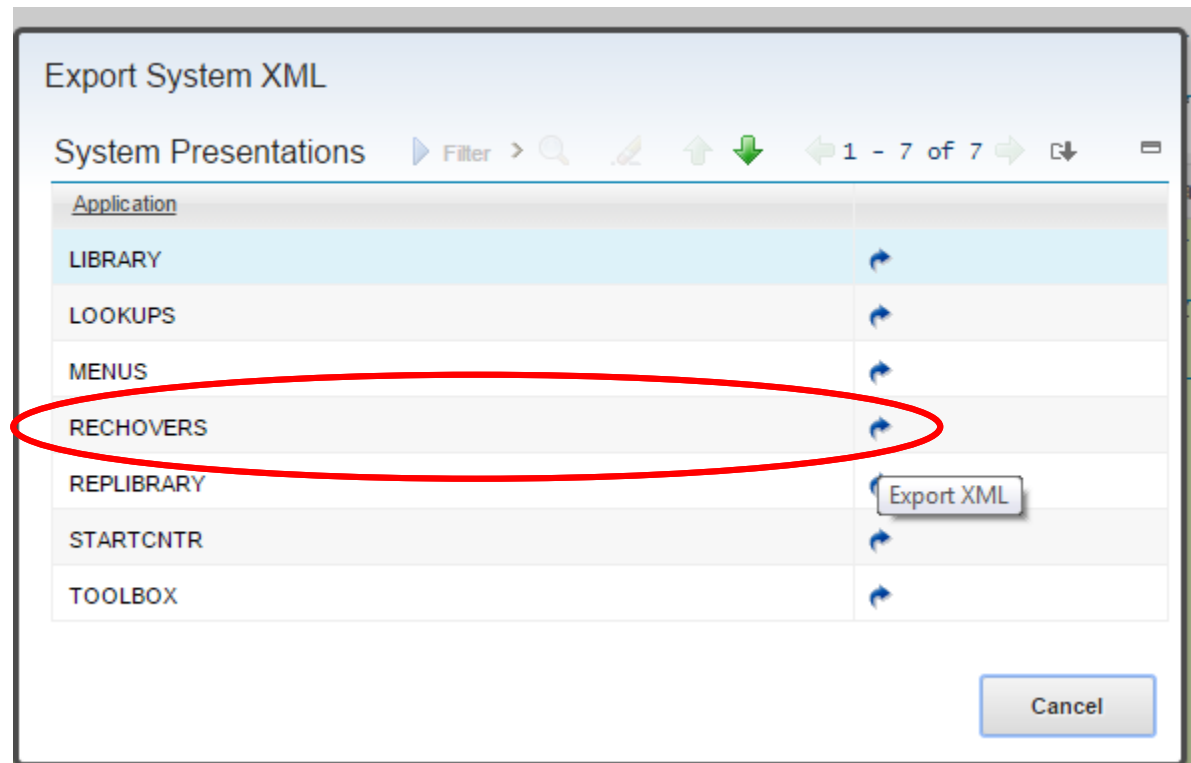 Export System XML
System Presentations Filter > 1 - 7 of 7
Application
LIBRARY
LOOKUPS
MENUS
RECHOVERS
REPLIBRARY
Export XML
STARTCNTR
TOOLBOX
Cancel